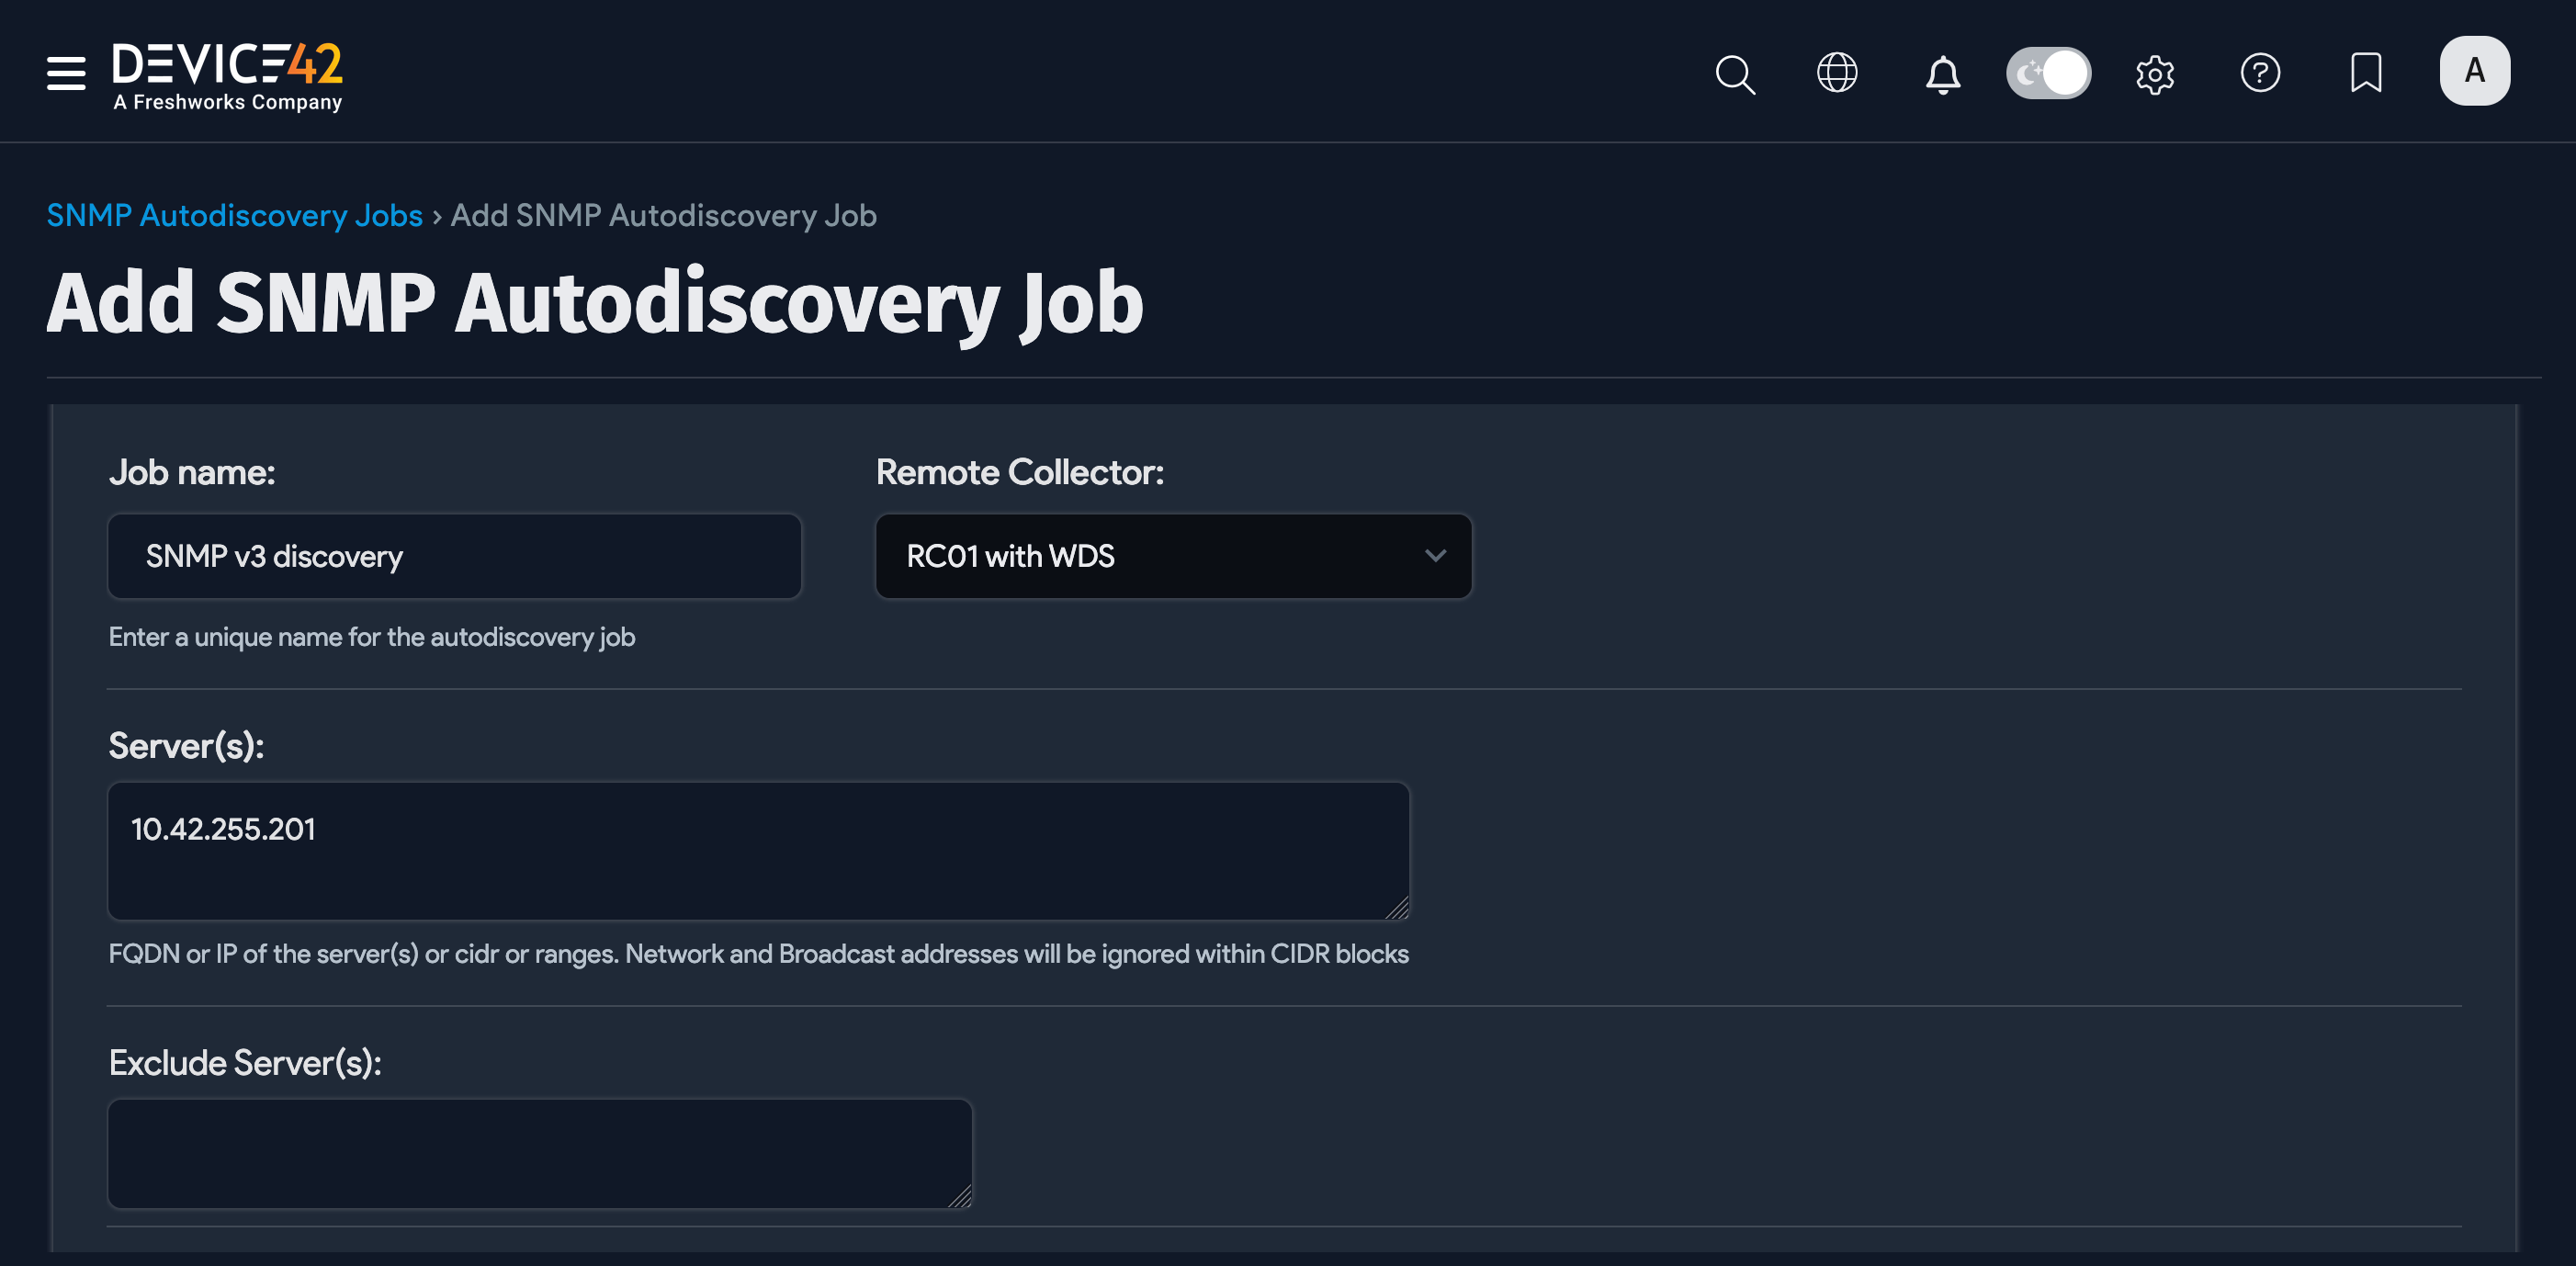 DEVICE42
A Freshworks Company
A
SNMP Autodiscovery Jobs › Add SNMP Autodiscovery Job
Add SNMP Autodiscovery Job
Job name:
Remote Collector:
SNMP v3 discovery
RC01 with WDS
Enter a unique name for the autodiscovery job
Server(s):
10.42.255.201
FQDN or IP of the server(s) or cidr or ranges. Network and Broadcast addresses will be ignored within CIDR blocks
Exclude Server(s):